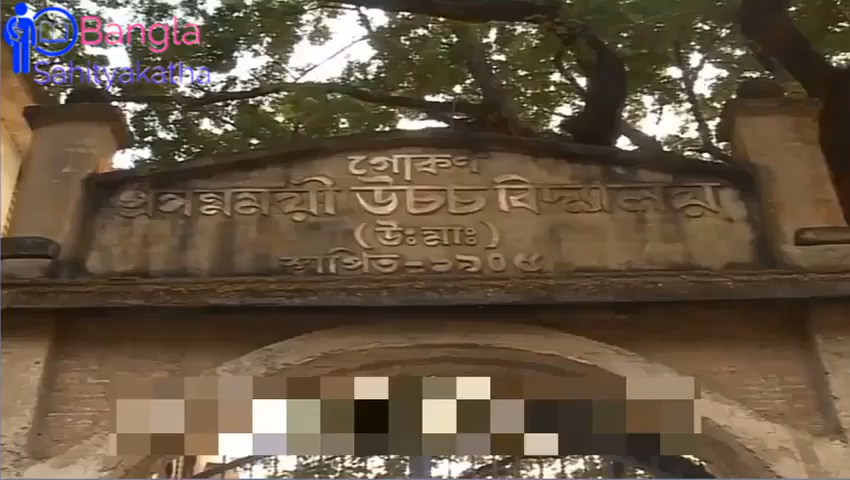 Bangla
Sahityakatha
গোকর্ণ
প্রসন্নময়ী উচ্চ বিদ্যালয়
(উঃমাঃ)
স্থাপিত-১৯০৫